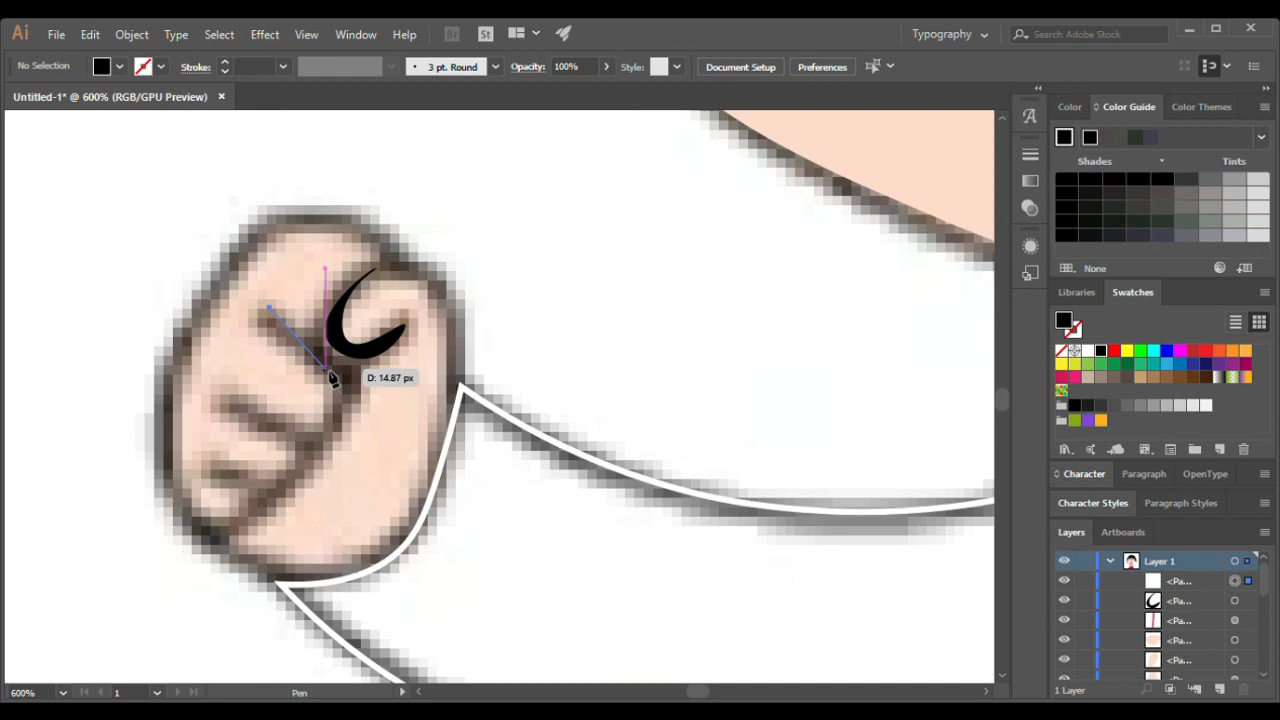 Ai File Edit Object Type Select Effect View Window Help Br St Typography Search Adobe Stock
No Selection Stroke: 3 pt. Round Opacity: 100% Style: Document Setup Preferences
Untitled-1* @ 600% (RGB/GPU Preview)
Color Color Guide Color Themes
Shades Tints
None
Libraries Swatches
D: 14.87 px
Character Paragraph OpenType
Character Styles Paragraph Styles
Layers Artboards
Layer 1
<Pa...
<Pa...
<Pa...
<Pa...
<Pa...
600% 1 Pen 1 Layer